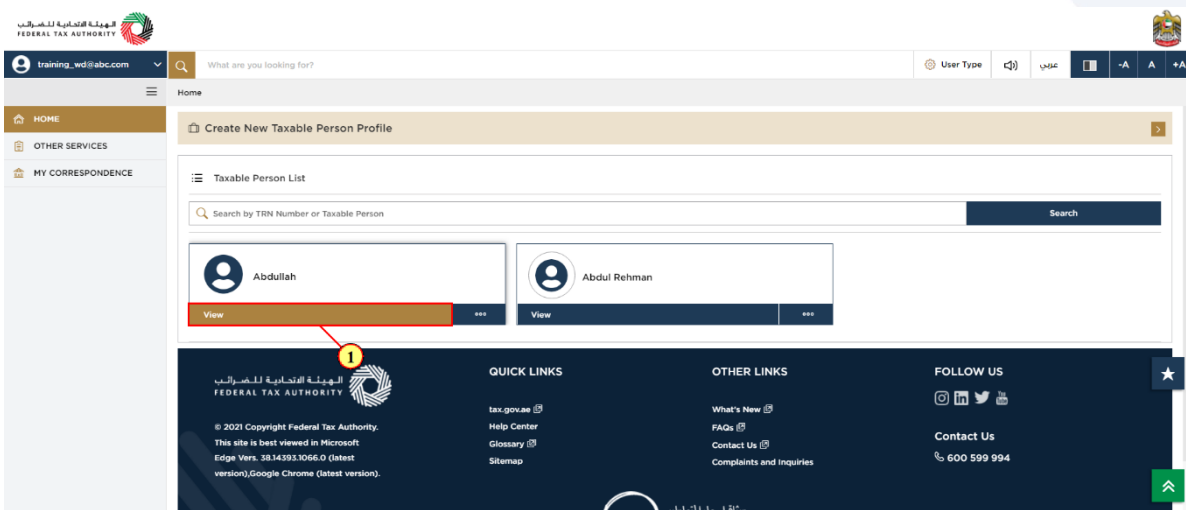 الهيئة الاتحادية للضرائب
FEDERAL TAX AUTHORITY
training_wd@abc.com
What are you looking for?
User Type
عربي
-A
A
+A
Home
HOME
OTHER SERVICES
MY CORRESPONDENCE
Create New Taxable Person Profile
Taxable Person List
Search by TRN Number or Taxable Person
Search
Abdullah
Abdul Rehman
View
View
1
الهيئة الاتحادية للضرائب
FEDERAL TAX AUTHORITY
© 2021 Copyright Federal Tax Authority.
This site is best viewed in Microsoft
Edge Vers. 38.14393.1066.0 (latest
version),Google Chrome (latest version).
QUICK LINKS
tax.gov.ae
Help Center
Glossary
Sitemap
OTHER LINKS
What's New
FAQs
Contact Us
Complaints and Inquiries
FOLLOW US
Contact Us
600 599 994